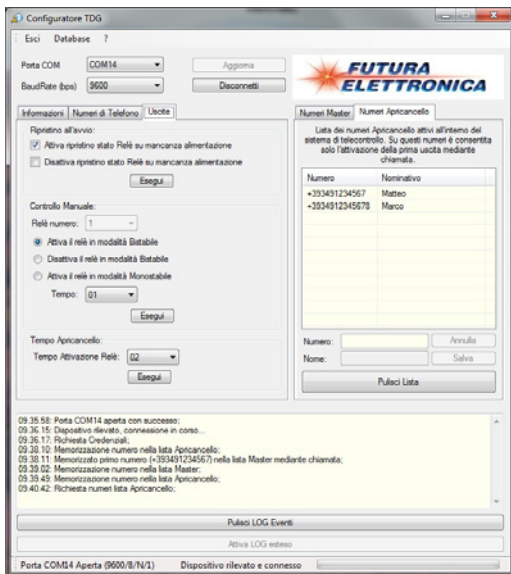 Configuratore TDG
Esci Database ?
Porta COM COM14 Aggiorna
BaudRate (bps) 9600 Disconnetti
FUTURA
ELETTRONICA
Informazioni Numeri di Telefono Uscite
Ripristino all'avvio:
Attiva ripristino stato Relè su mancanza alimentazione
Disattiva ripristino stato Relè su mancanza alimentazione
Esegui
Controllo Manuale:
Relè numero: 1
Attiva il relè in modalità Bistabile
Disattiva il relè in modalità Bistabile
Attiva il relè in modalità Monostabile
Tempo: 01
Esegui
Tempo Apricancello:
Tempo Attivazione Relè: 02
Esegui
Numeri Master Numeri Apricancello
Lista dei numeri Apricancello attivi all'interno del
sistema di telecontrollo. Su questi numeri è consentita
solo l'attivazione della prima uscita mediante
chiamata.
Numero Nominativo
+393491234567 Matteo
+3934912345678 Marco
Numero: Annulla
Nome: Salva
Pulisci Lista
09.35.58: Porta COM14 aperta con successo;
09.36.15: Dispositivo rilevato, connessione in corso...
09.36.17: Richiesta Credenziali;
09.38.10: Memorizzazione numero nella lista Apricancello;
09.38.11: Memorizzato primo numero (+393491234567) nella lista Master mediante chiamata;
09.39.02: Memorizzazione numero nella lista Master;
09.39.49: Memorizzazione numero nella lista Apricancello;
09.40.42: Richiesta numeri lista Apricancello;
Pulisci LOG Eventi
Attiva LOG esteso
Porta COM14 Aperta (9600/8/N/1) Dispositivo rilevato e connesso